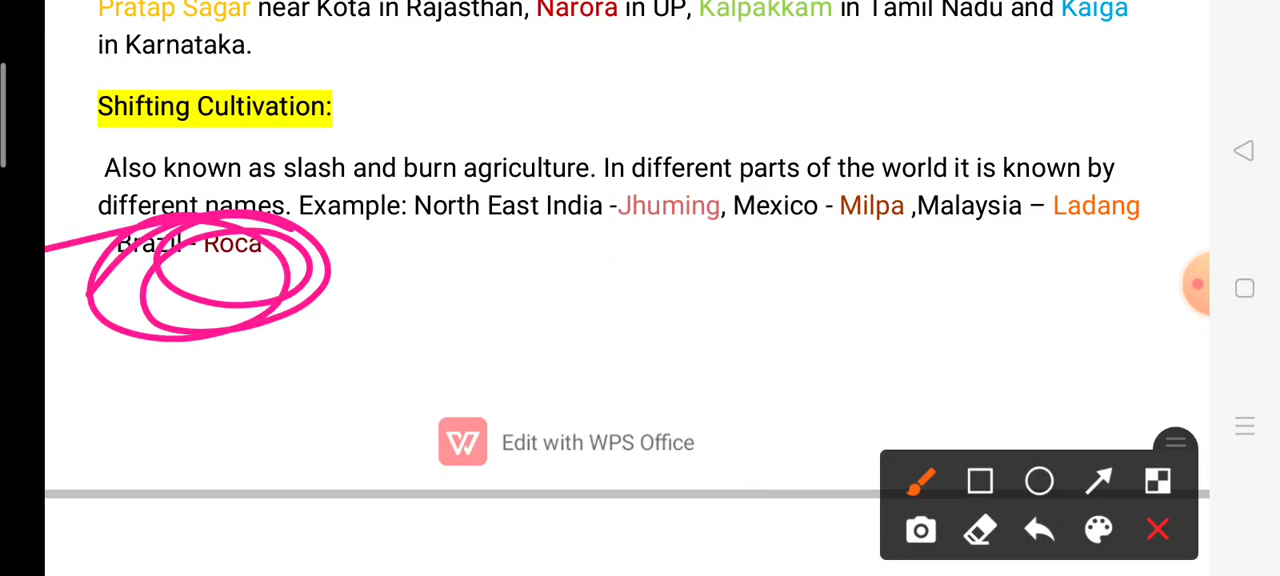 Pratap Sagar near Kota in Rajasthan, Narora in UP, Kalpakkam in Tamil Nadu and Kaiga
in Karnataka.
Shifting Cultivation:
Also known as slash and burn agriculture. In different parts of the world it is known by
different names. Example: North East India -Jhuming, Mexico - Milpa ,Malaysia – Ladang
Brazil- Roca
Edit with WPS Office